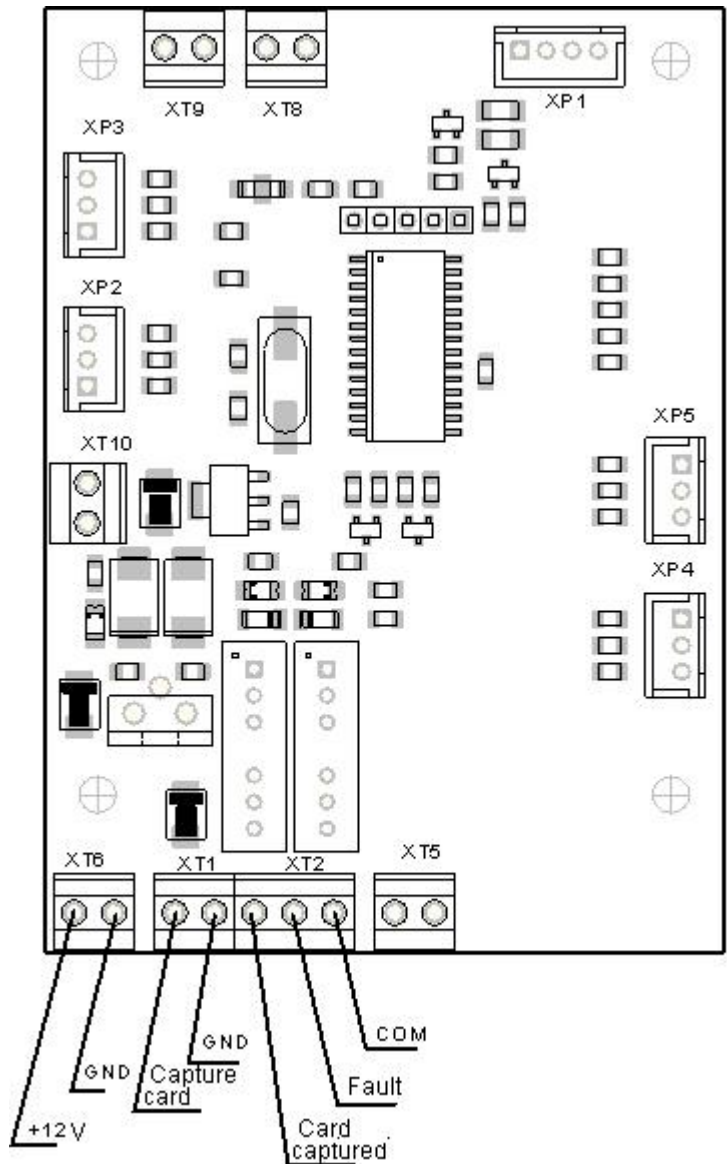 XT9
XT8
XP1
XP3
XP2
XT10
XP5
XP4
XT6
XT1
XT2
XT5
COM
GND
GND
Capture
card
Fault
+12V
Card
captured